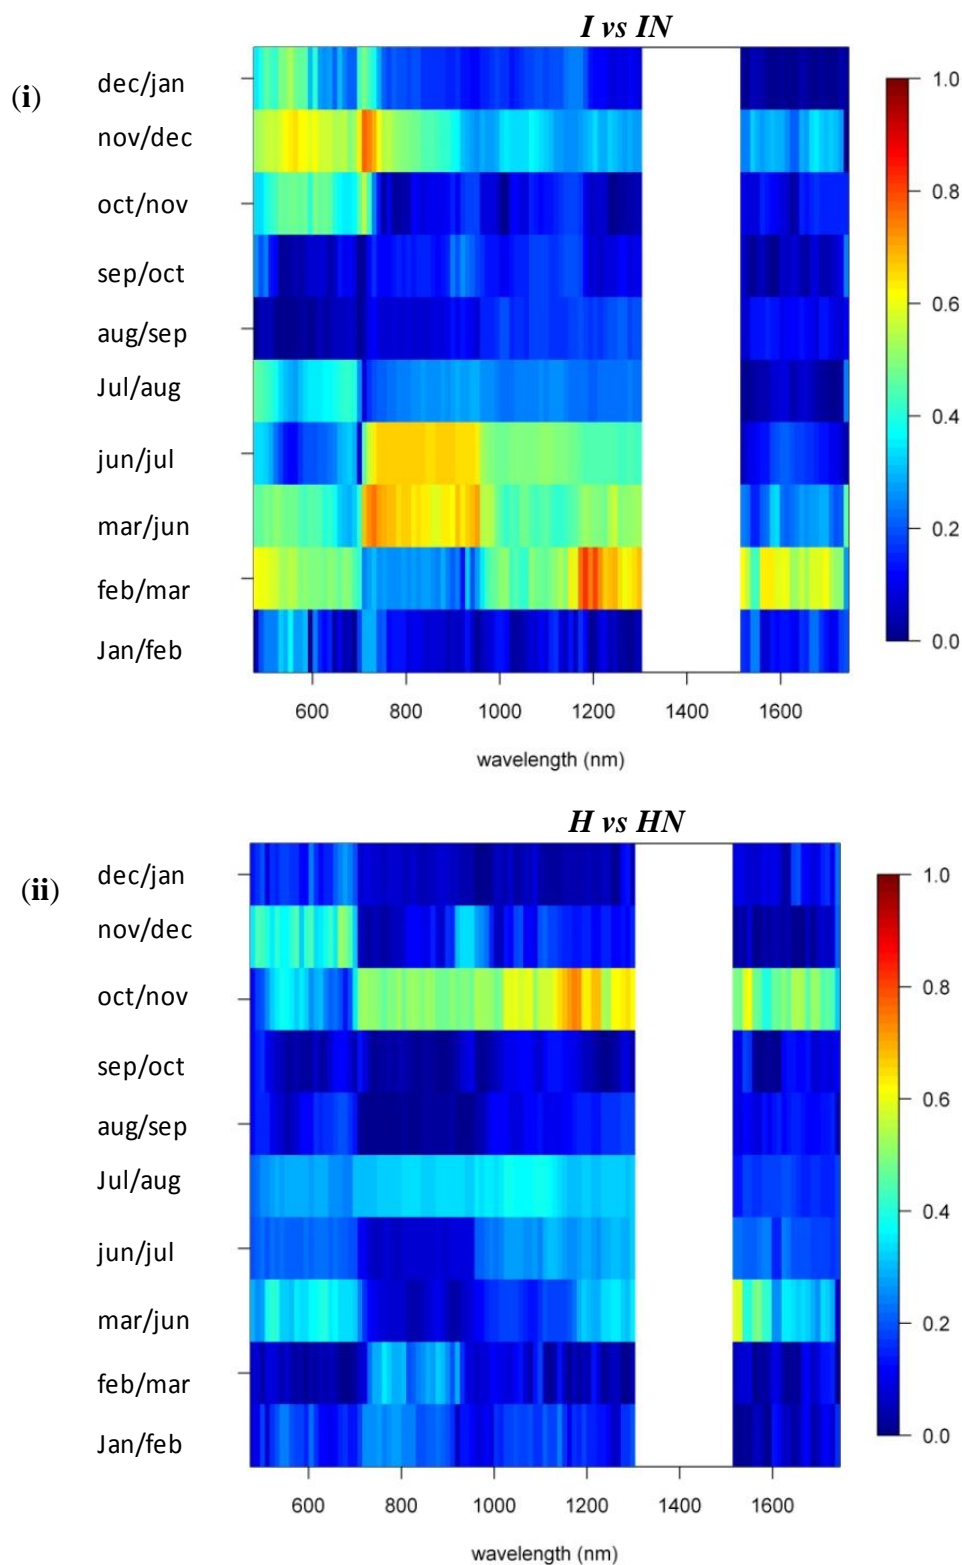 I vs IN
(i)
dec/jan
nov/dec
oct/nov
sep/oct
aug/sep
Jul/aug
jun/jul
mar/jun
feb/mar
Jan/feb
1.0
0.8
0.6
0.4
0.2
0.0
600 800 1000 1200 1400 1600
wavelength (nm)
H vs HN
(ii)
dec/jan
nov/dec
oct/nov
sep/oct
aug/sep
Jul/aug
jun/jul
mar/jun
feb/mar
Jan/feb
1.0
0.8
0.6
0.4
0.2
0.0
600 800 1000 1200 1400 1600
wavelength (nm)